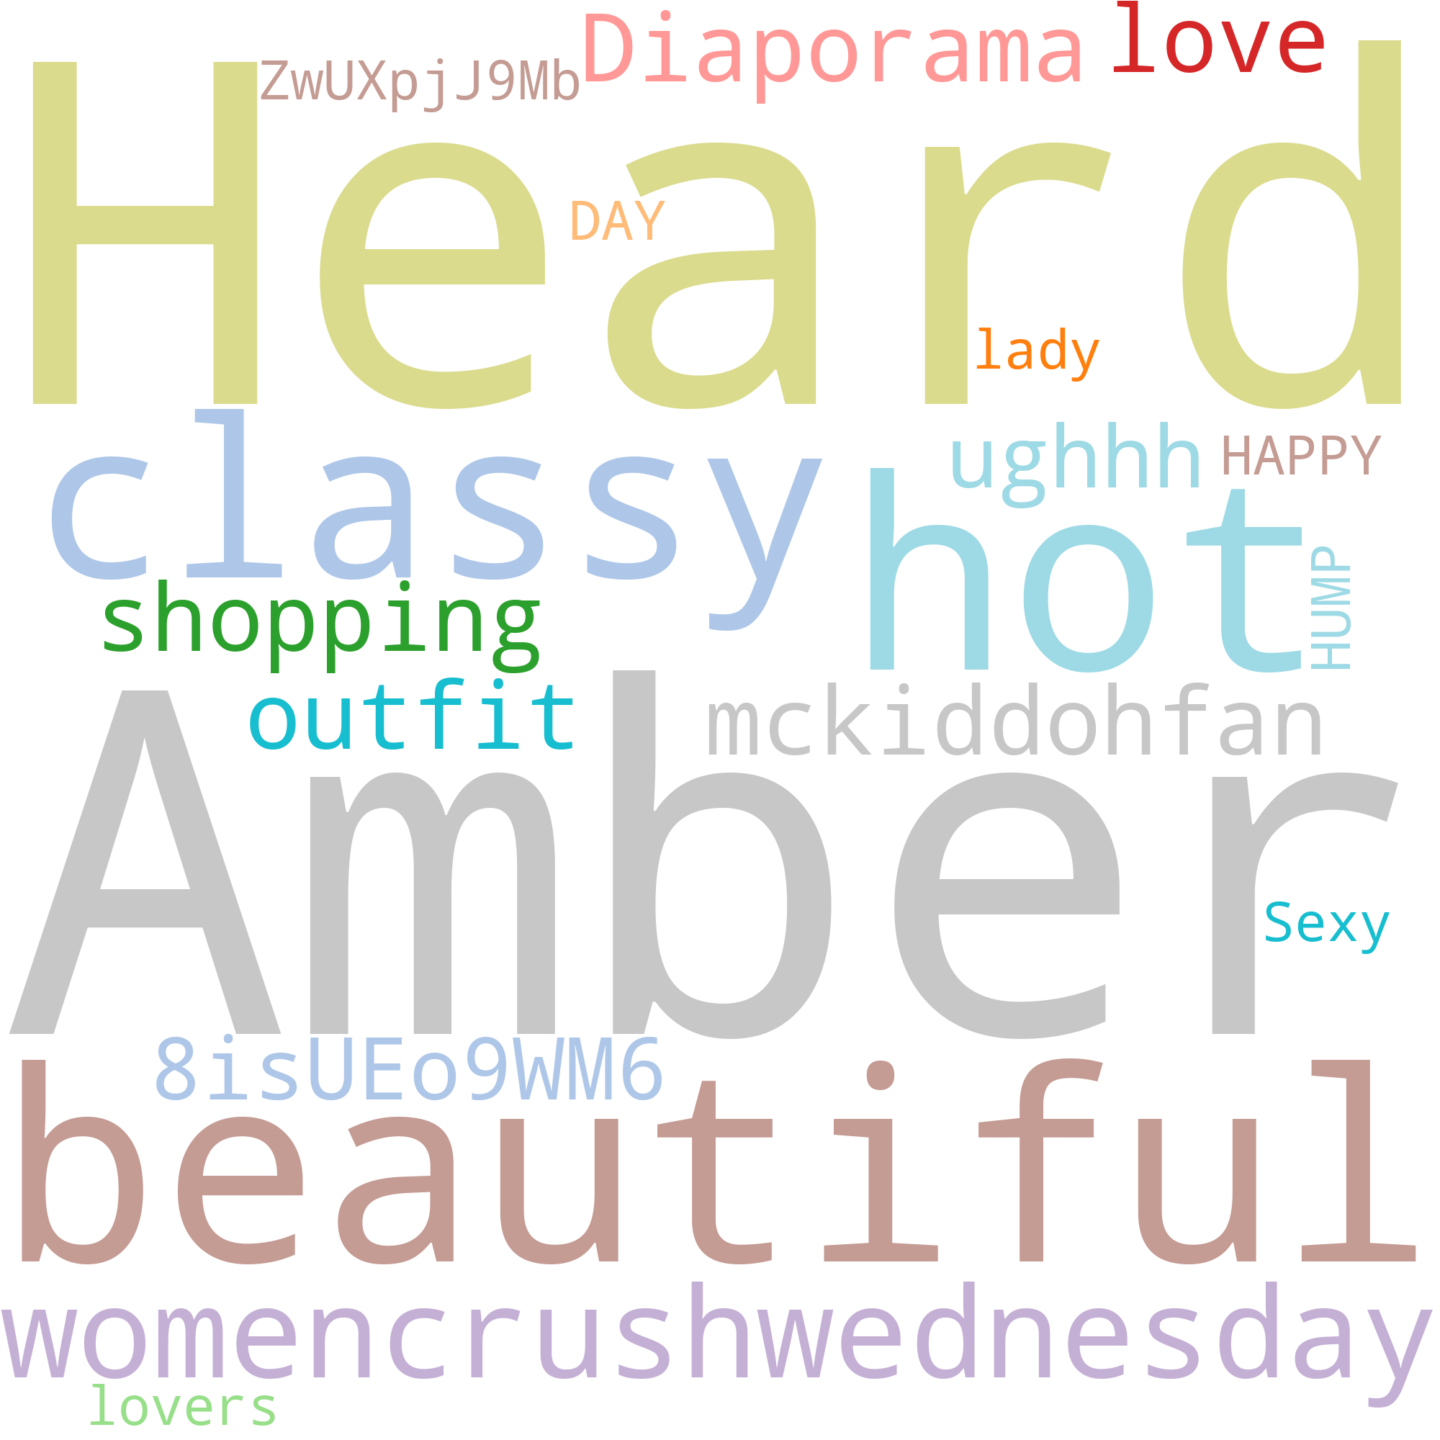 love
Diaporama
ZwUXpjJ9Mb
Heard
DAY
lady
classy
ughhh
HAPPY
hot
HUMP
shopping
outfit
mckiddohfan
Amber
Sexy
8isUEo9WM6
beautiful
womencrushwednesday
lovers